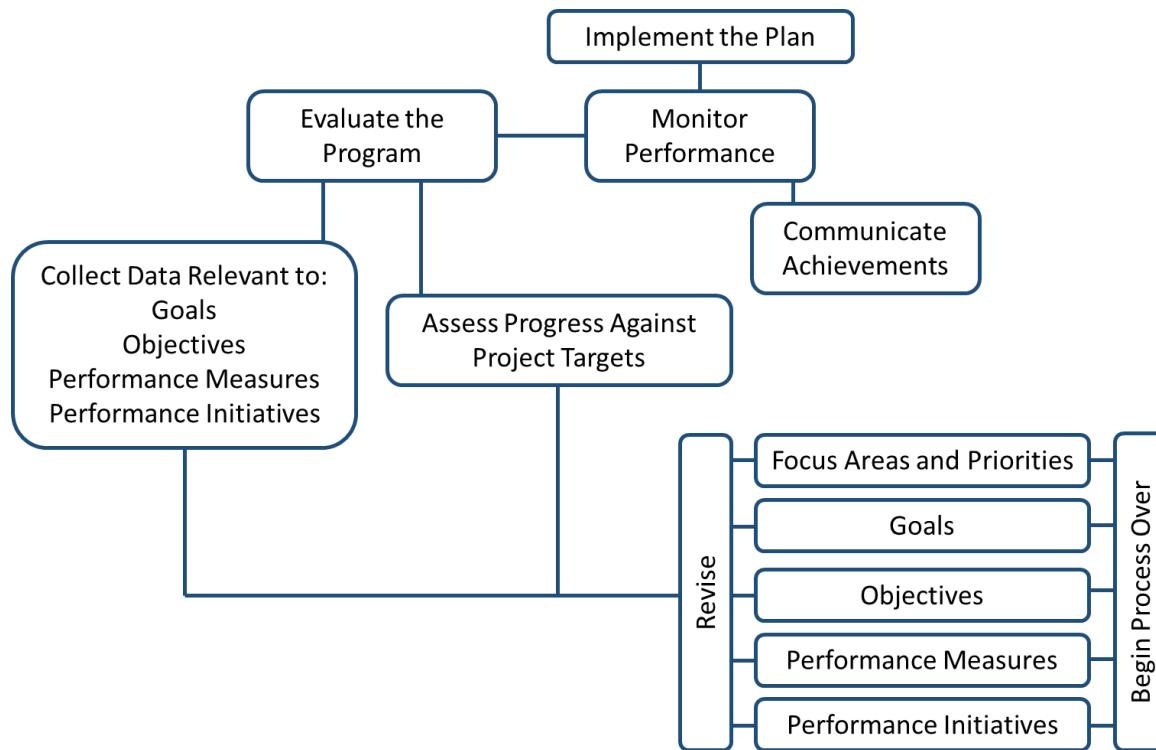 Implement the Plan
Evaluate the
Program
Monitor
Performance
Communicate
Achievements
Collect Data Relevant to:
Goals
Objectives
Performance Measures
Performance Initiatives
Assess Progress Against
Project Targets
Revise
Focus Areas and Priorities
Goals
Objectives
Performance Measures
Performance Initiatives
Begin Process Over